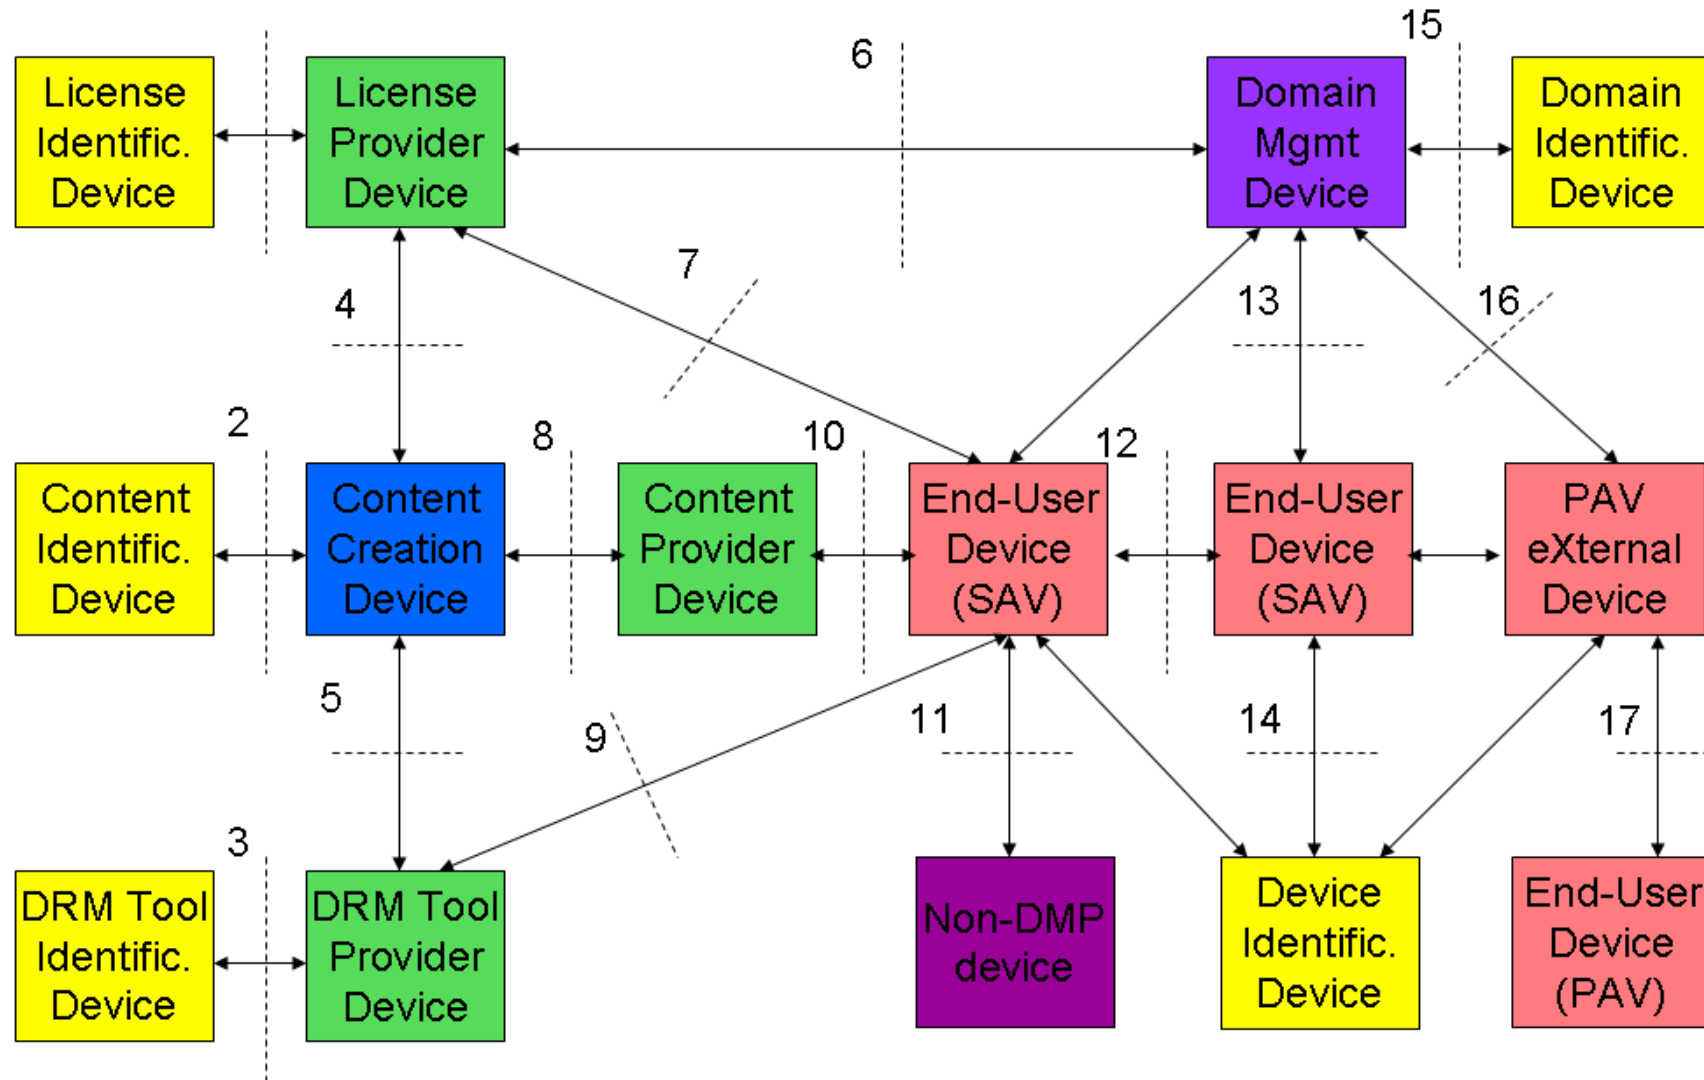 15
6
License
Identific.
Device
License
Provider
Device
Domain
Mgmt
Device
Domain
Identific.
Device
7
4
13
16
2
8
10
12
Content
Identific.
Device
Content
Creation
Device
Content
Provider
Device
End-User
Device
(SAV)
End-User
Device
(SAV)
PAV
eXternal
Device
5
9
11
14
17
3
DRM Tool
Identific.
Device
DRM Tool
Provider
Device
Non-DMP
device
Device
Identific.
Device
End-User
Device
(PAV)